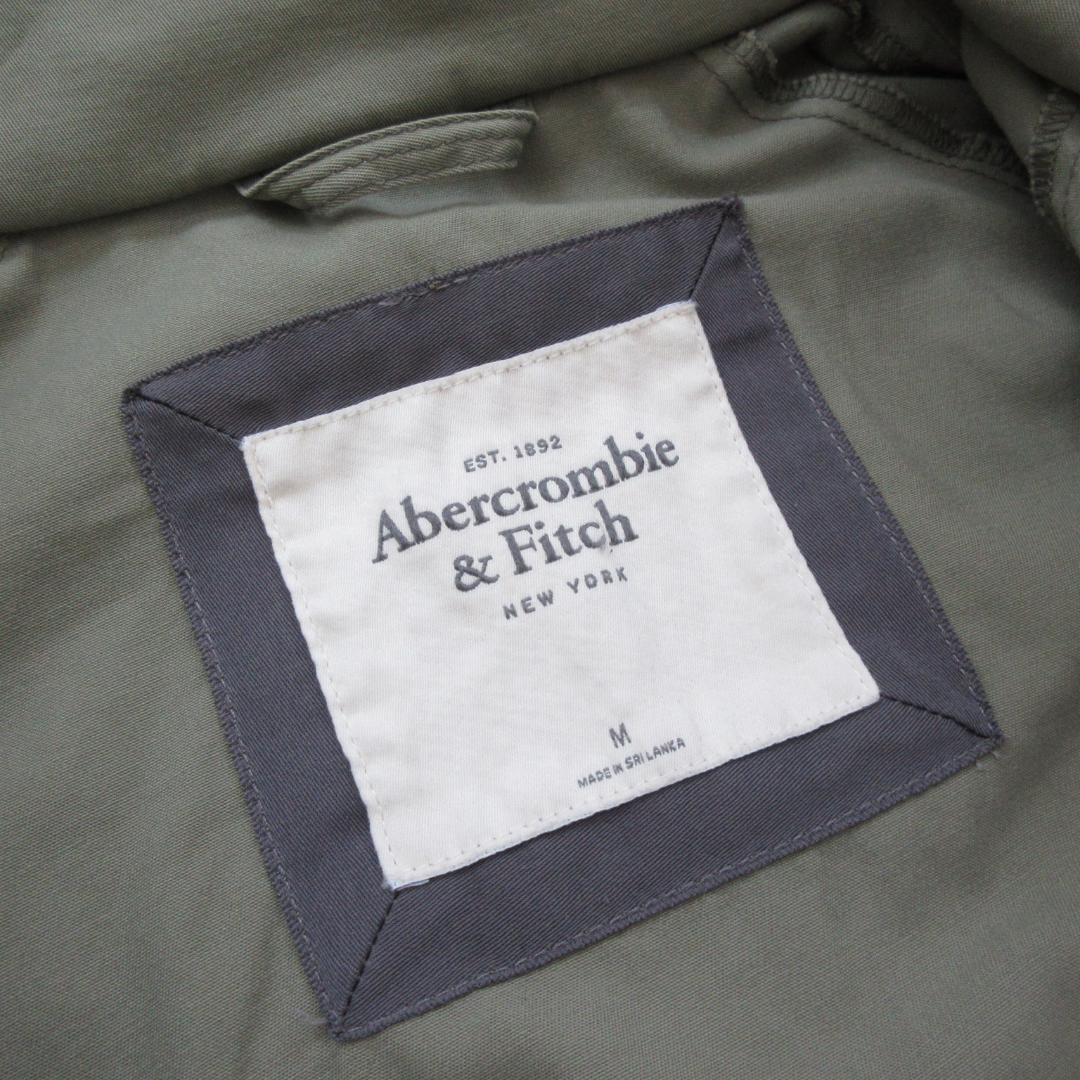 EST. 1892
Abercrombie
& Fitch
NEW YORK
M
MADE IN SRI LANKA